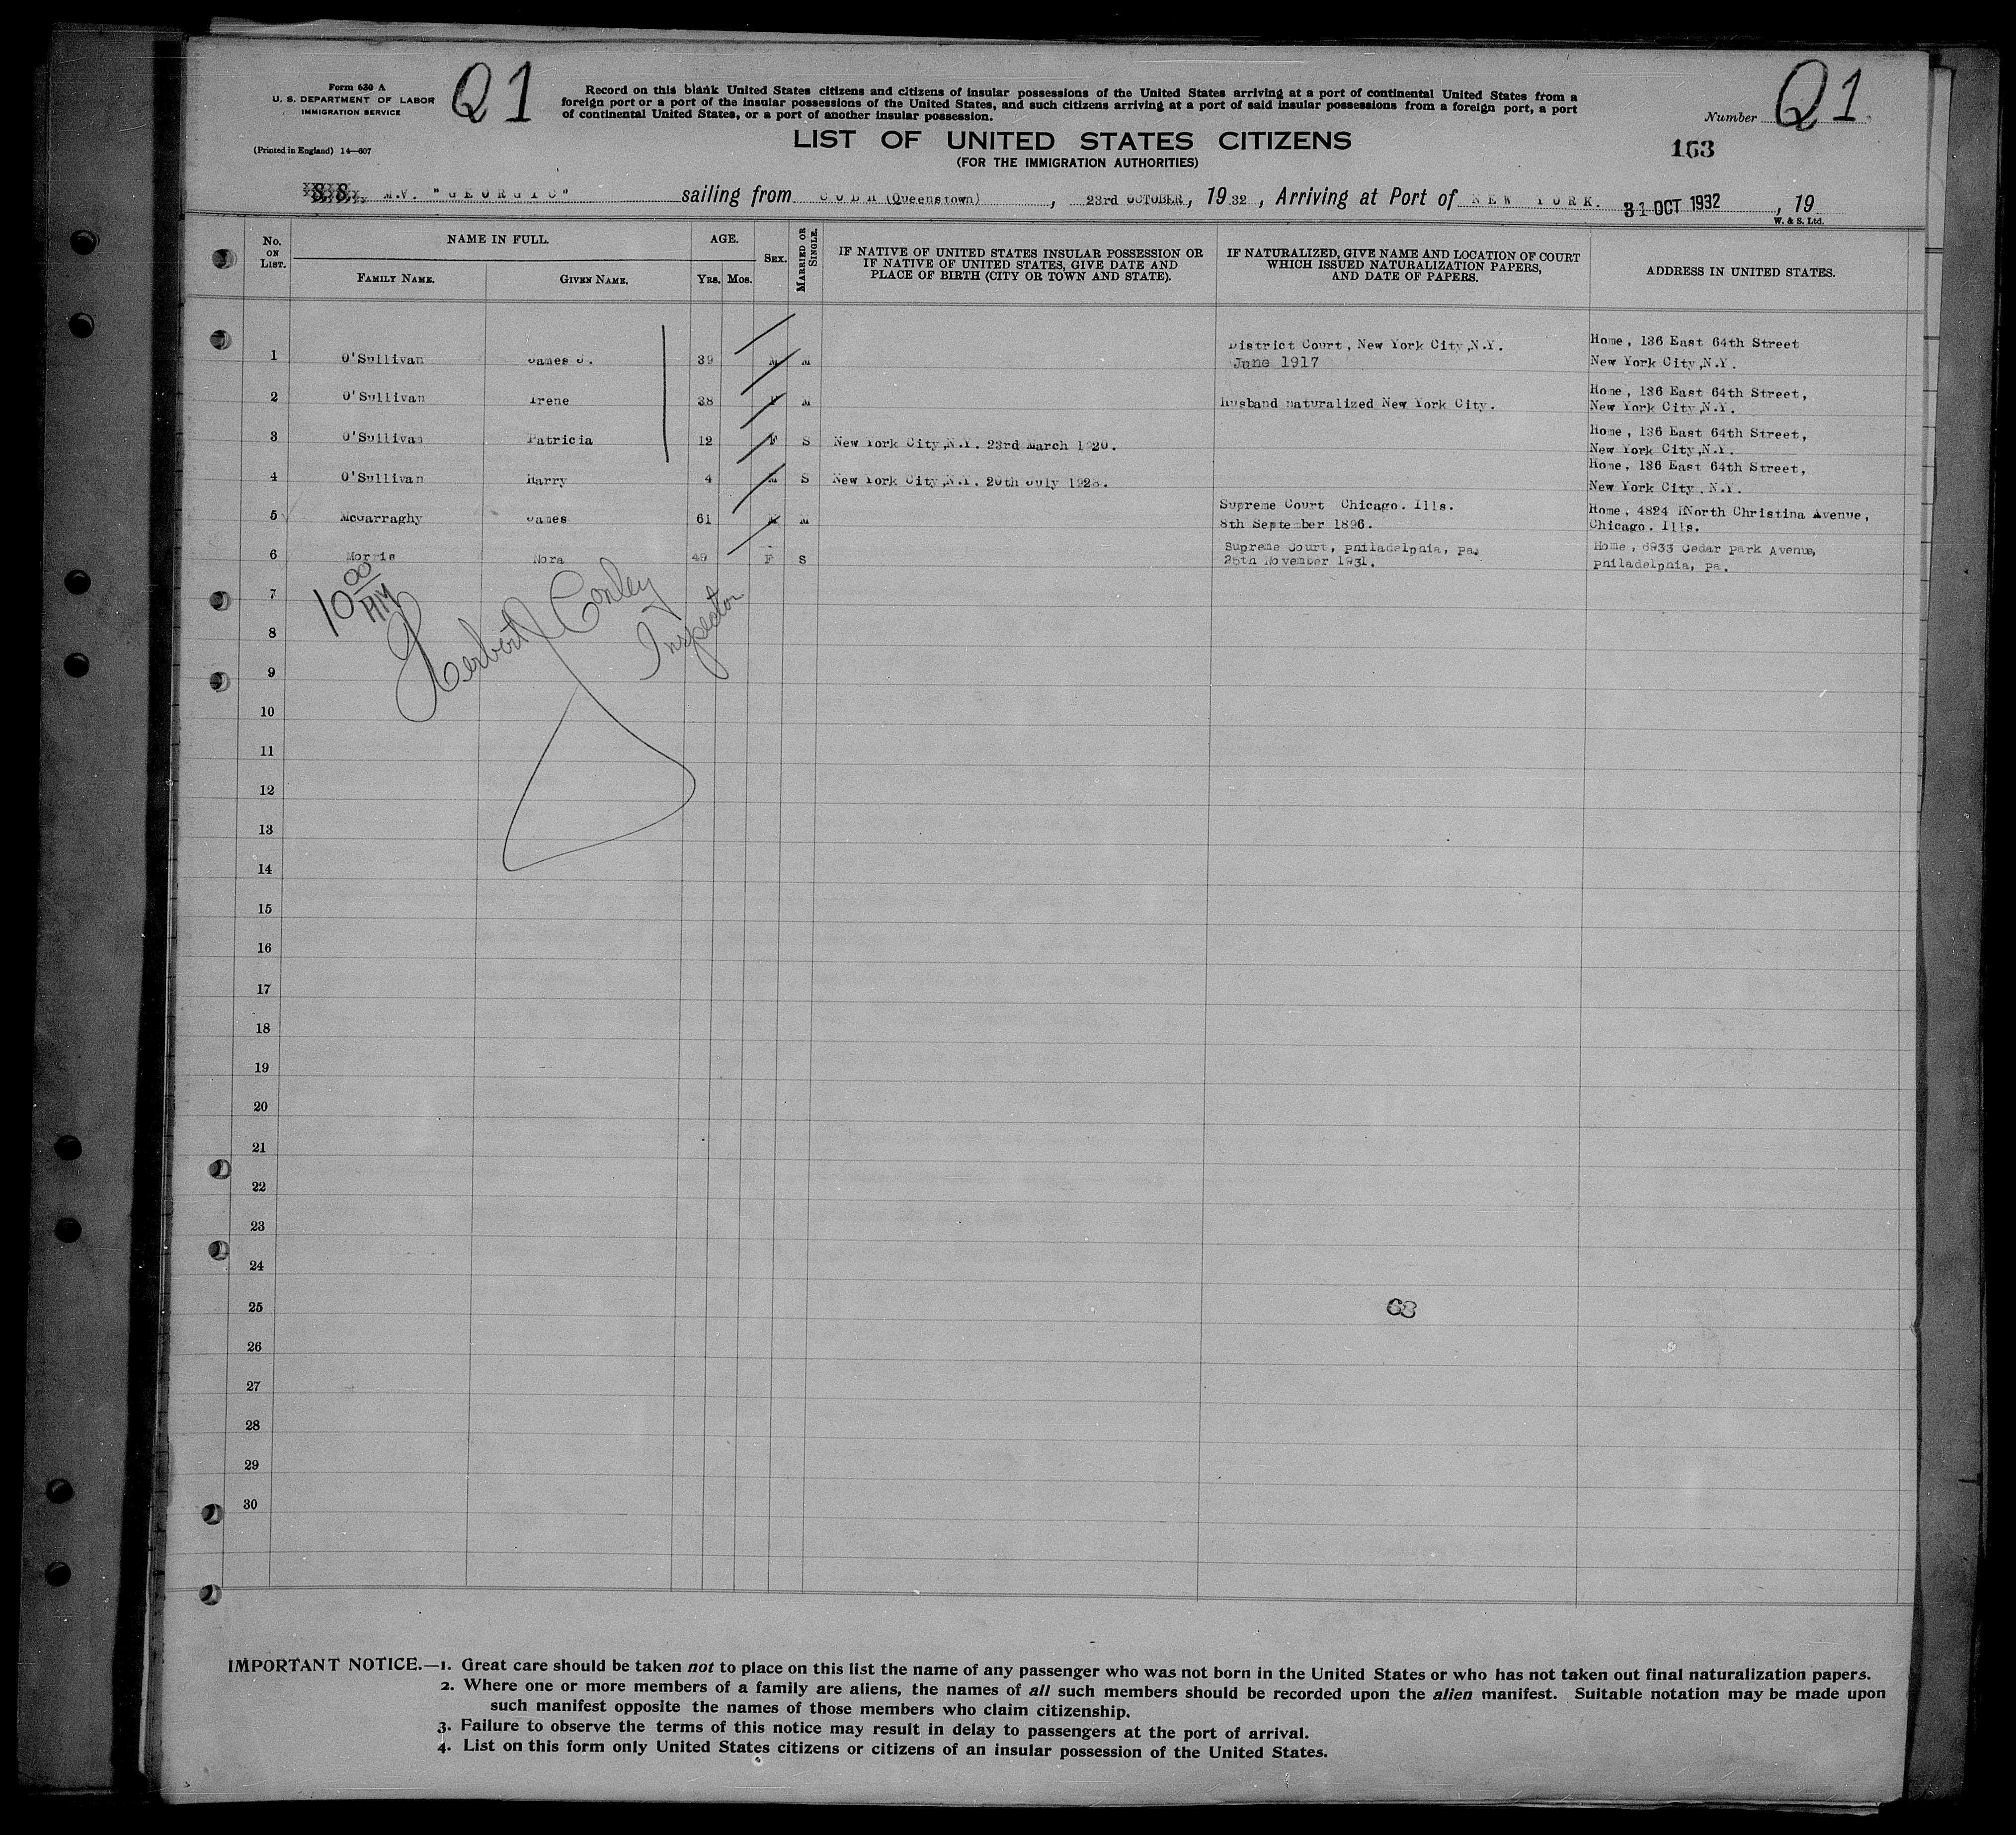 Form 630 A
U. S. DEPARTMENT OF LABOR
IMMIGRATION SERVICE
(Printed in England) 14—607
Q1
Record on this blank United States citizens and citizens of insular possessions of the United States arriving at a port of continental United States from a
foreign port or a port of the insular possessions of the United States, and such citizens arriving at a port of said insular possessions from a foreign port, a port
of continental United States, or a port of another insular possession.
LIST OF UNITED STATES CITIZENS
(FOR THE IMMIGRATION AUTHORITIES)
Number Q1
163
S.S. M.V. "GEORGIC" sailing from COBH (Queenstown), 23rd OCTOBER, 1932, Arriving at Port of NEW YORK. 31 OCT 1932, 19
W. & S. Ltd.
No. ON LIST. NAME IN FULL. AGE. SEX. MARRIED OR SINGLE. IF NATIVE OF UNITED STATES INSULAR POSSESSION OR IF NATIVE OF UNITED STATES, GIVE DATE AND PLACE OF BIRTH (CITY OR TOWN AND STATE). IF NATURALIZED, GIVE NAME AND LOCATION OF COURT WHICH ISSUED NATURALIZATION PAPERS, AND DATE OF PAPERS. ADDRESS IN UNITED STATES.
FAMILY NAME. GIVEN NAME. YRS. MOS.
1 O'Sullivan James J. 39 M M District Court, New York City, N.Y. Home, 136 East 64th Street
June 1917 New York City, N.Y.
2 O'Sullivan Irene 38 F M Husband naturalized New York City. Home, 136 East 64th Street,
New York City, N.Y.
3 O'Sullivan Patricia 12 F S New York City, N.Y. 23rd March 1920. Home, 136 East 64th Street,
New York City, N.Y.
4 O'Sullivan Harry 4 M S New York City, N.Y. 20th July 1928. Home, 136 East 64th Street,
New York City, N.Y.
5 McGarraghy James 61 M M Supreme Court Chicago. Ills. Home, 4824 North Christina Avenue,
8th September 1896. Chicago. Ills.
6 Morris Nora 49 F S Supreme Court, Philadelphia, Pa. Home, 6933 Cedar Park Avenue,
25th November 1931. Philadelphia, Pa.
10 00 AM
Herbert J Conley
Inspector
7
8
9
10
11
12
13
14
15
16
17
18
19
20
21
22
23
24
25
63
26
27
28
29
30
IMPORTANT NOTICE.—1. Great care should be taken not to place on this list the name of any passenger who was not born in the United States or who has not taken out final naturalization papers.
2. Where one or more members of a family are aliens, the names of all such members should be recorded upon the alien manifest. Suitable notation may be made upon
such manifest opposite the names of those members who claim citizenship.
3. Failure to observe the terms of this notice may result in delay to passengers at the port of arrival.
4. List on this form only United States citizens or citizens of an insular possession of the United States.